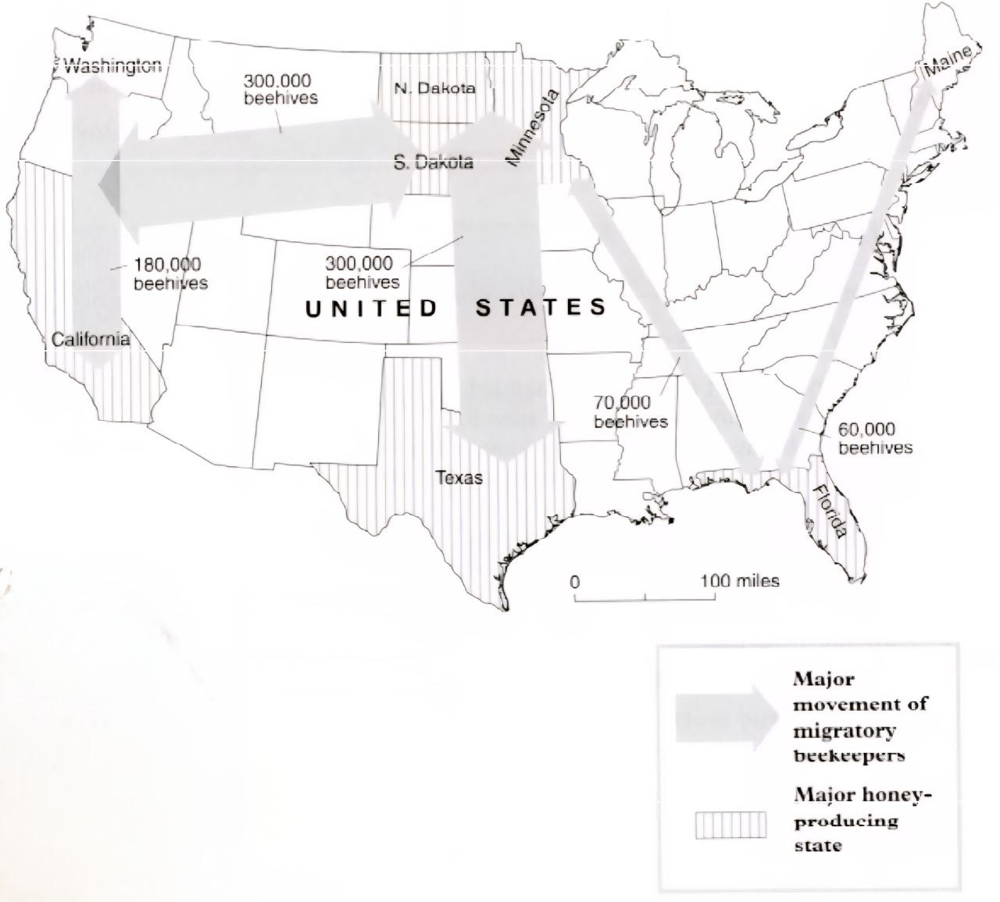 Washington
Maine
300.000
beehives
N. Dakota
Minnesota
S. Dakota
180,000
beehives
300,000
beehives
UNITED STATES
California
70,000
beehives
60,000
beehives
Texas
Florida
0 100 miles
Major
movement of
migratory
beekeepers
Major honey-
producing
state